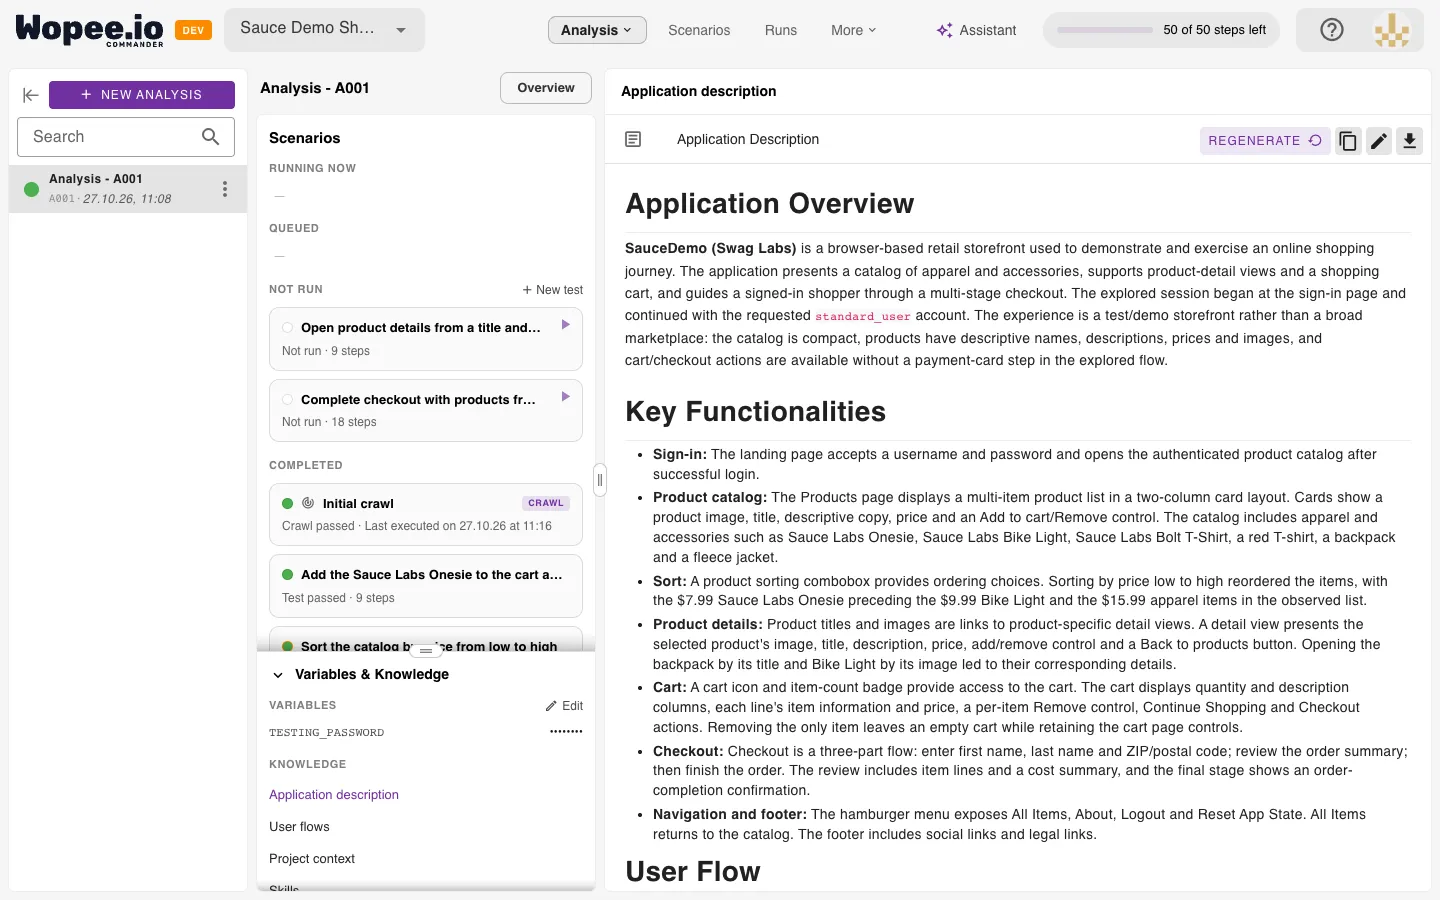 Wopee.io
COMMANDER
DEV
Sauce Demo Sh...
Analysis
Scenarios
Runs
More
Assistant
50 of 50 steps left
+ NEW ANALYSIS
Search
Analysis - A001
A001 · 27.10.26, 11:08
Analysis - A001
Overview
Scenarios
RUNNING NOW
—
QUEUED
—
NOT RUN
+ New test
Open product details from a title and...
Not run · 9 steps
Complete checkout with products fr...
Not run · 18 steps
COMPLETED
Initial crawl
CRAWL
Crawl passed · Last executed on 27.10.26 at 11:16
Add the Sauce Labs Onesie to the cart a...
Test passed · 9 steps
Sort the catalog by price from low to high
Variables & Knowledge
VARIABLES
Edit
TESTING_PASSWORD
••••••••
KNOWLEDGE
Application description
User flows
Project context
Skills
Application description
Application Description
REGENERATE
Application Overview
SauceDemo (Swag Labs) is a browser-based retail storefront used to demonstrate and exercise an online shopping
journey. The application presents a catalog of apparel and accessories, supports product-detail views and a shopping
cart, and guides a signed-in shopper through a multi-stage checkout. The explored session began at the sign-in page and
continued with the requested standard_user account. The experience is a test/demo storefront rather than a broad
marketplace: the catalog is compact, products have descriptive names, descriptions, prices and images, and
cart/checkout actions are available without a payment-card step in the explored flow.
Key Functionalities
• Sign-in: The landing page accepts a username and password and opens the authenticated product catalog after
successful login.
• Product catalog: The Products page displays a multi-item product list in a two-column card layout. Cards show a
product image, title, descriptive copy, price and an Add to cart/Remove control. The catalog includes apparel and
accessories such as Sauce Labs Onesie, Sauce Labs Bike Light, Sauce Labs Bolt T-Shirt, a red T-shirt, a backpack
and a fleece jacket.
• Sort: A product sorting combobox provides ordering choices. Sorting by price low to high reordered the items, with
the $7.99 Sauce Labs Onesie preceding the $9.99 Bike Light and the $15.99 apparel items in the observed list.
• Product details: Product titles and images are links to product-specific detail views. A detail view presents the
selected product's image, title, description, price, add/remove control and a Back to products button. Opening the
backpack by its title and Bike Light by its image led to their corresponding details.
• Cart: A cart icon and item-count badge provide access to the cart. The cart displays quantity and description
columns, each line's item information and price, a per-item Remove control, Continue Shopping and Checkout
actions. Removing the only item leaves an empty cart while retaining the cart page controls.
• Checkout: Checkout is a three-part flow: enter first name, last name and ZIP/postal code; review the order summary;
then finish the order. The review includes item lines and a cost summary, and the final stage shows an order-
completion confirmation.
• Navigation and footer: The hamburger menu exposes All Items, About, Logout and Reset App State. All Items
returns to the catalog. The footer includes social links and legal links.
User Flow